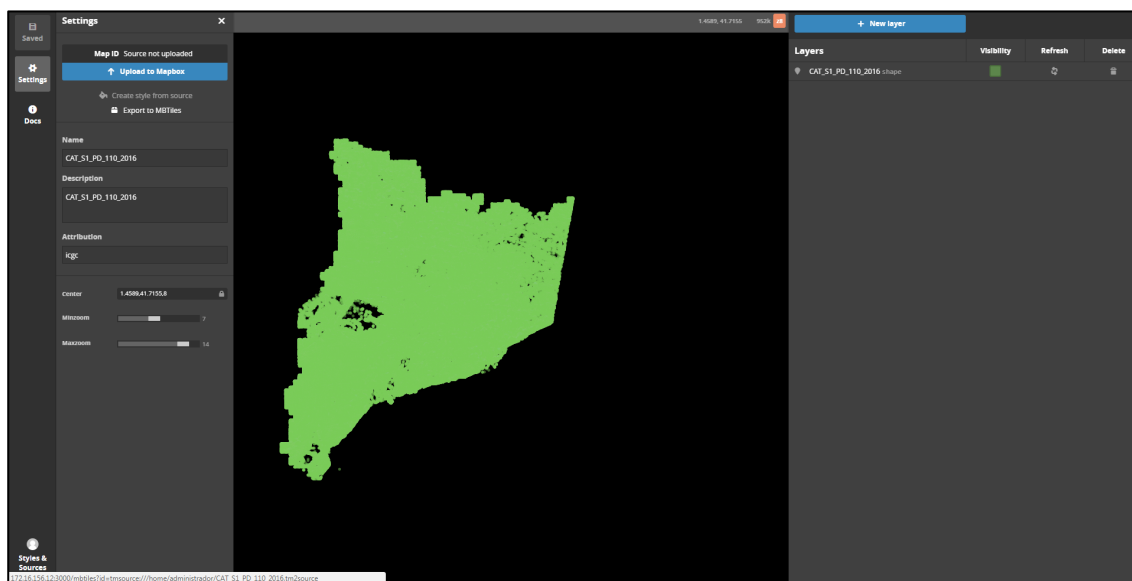 Saved
Settings
Docs
Styles &
Sources
Settings ×
Map ID Source not uploaded
Upload to Mapbox
Create style from source
Export to MBTiles
Name
CAT_S1_PD_110_2016
Description
CAT_S1_PD_110_2016
Attribution
icgc
Center 1.4589,41.7155,8
Minzoom 7
Maxzoom 14
1.4589, 41.7155
+ New layer
Layers Visibility Refresh Delete
CAT_S1_PD_110_2016 shape
172.16.156.12:3000/mbtiles?id=tmsource:///home/administrador/CAT_S1_PD_110_2016.tm2source